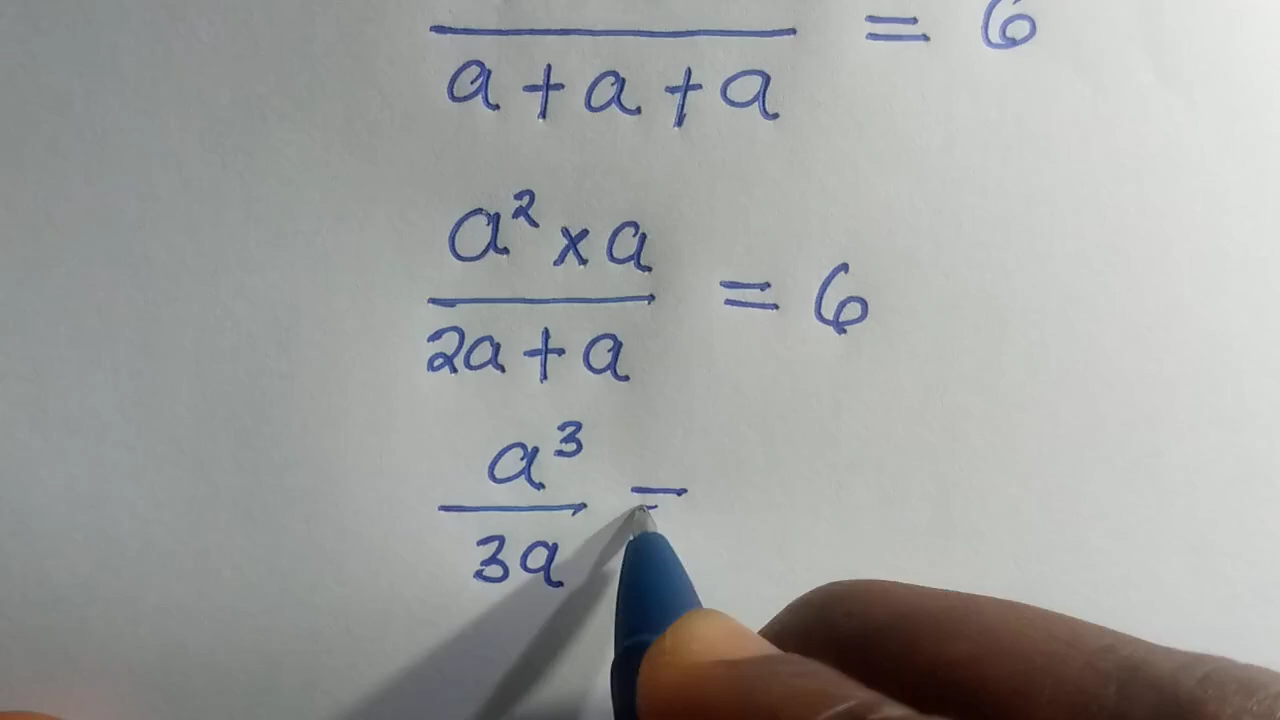 a + a + a = 6
a² × a
2a + a = 6
a³
3a =